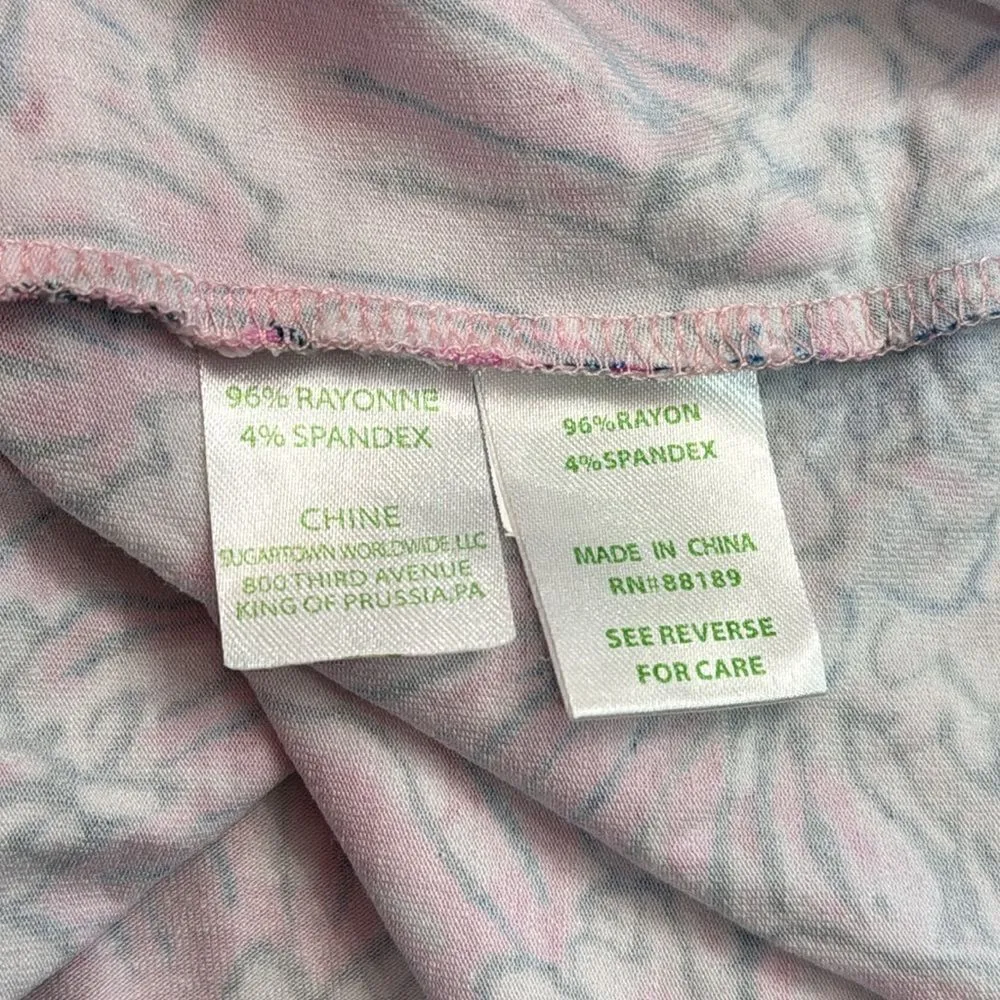 96% RAYONNE
4% SPANDEX
CHINE
SUGARTOWN WORLDWIDE, LLC
800 THIRD AVENUE
KING OF PRUSSIA, PA
96%RAYON
4%SPANDEX
MADE IN CHINA
RN#88189
SEE REVERSE
FOR CARE